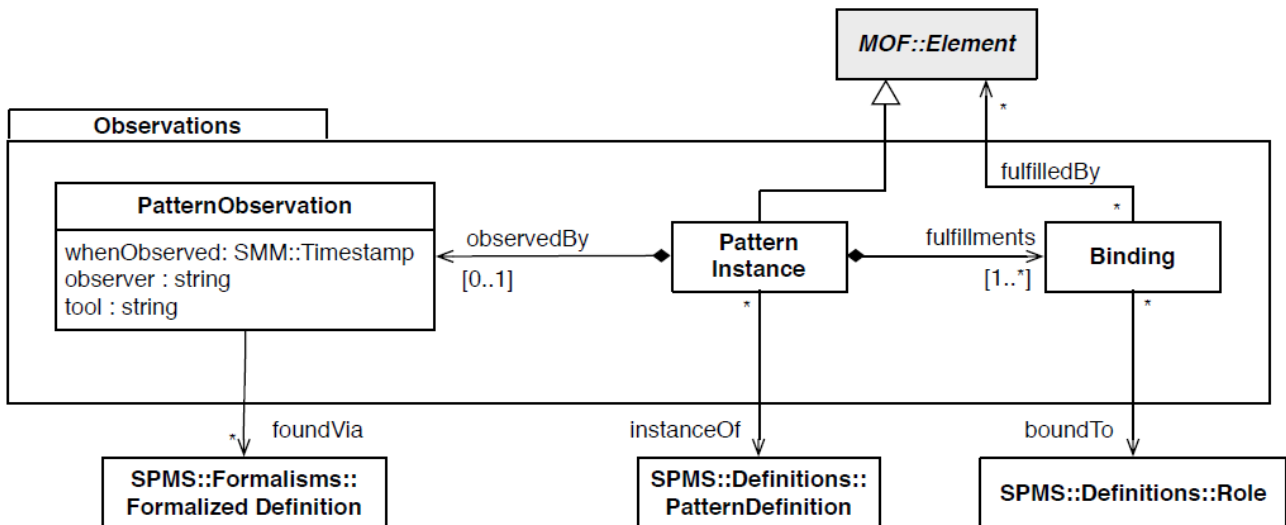 MOF::Element
*
Observations
fulfilledBy
*
PatternObservation
whenObserved: SMM::Timestamp
observer : string
tool : string
observedBy
[0..1]
Pattern
Instance
*
fulfillments
[1..*]
Binding
*
* foundVia
instanceOf
boundTo
SPMS::Formalisms::
Formalized Definition
SPMS::Definitions::
PatternDefinition
SPMS::Definitions::Role